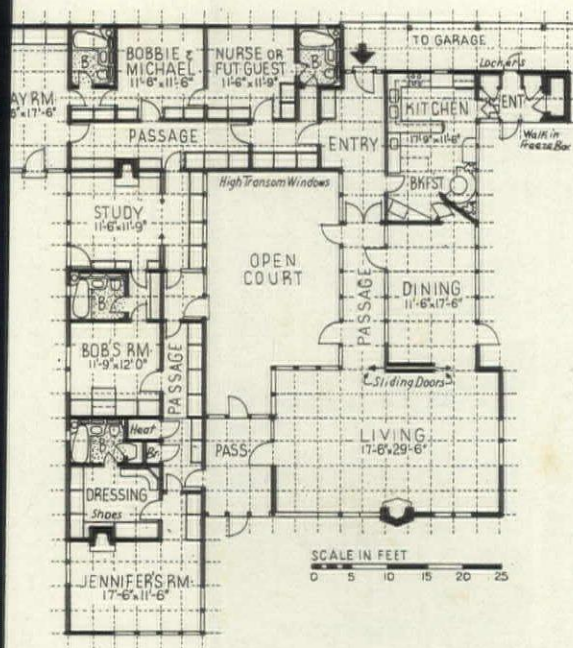 TO GARAGE
B.
BOBBIE &
MICHAEL
11'-6"x11'-6"
NURSE OR
FUT GUEST
11'-6"x11'-9"
B.
Lockers
AY RM
6"x17'-6"
KITCHEN
17'-9"x11'-6"
ENT
Walk in
Freeze Box
PASSAGE
ENTRY
BKFST
High Transom Windows
STUDY
11'-6"x11'-9"
OPEN
COURT
PASSAGE
DINING
11'-6"x17'-6"
B.
BOB'S RM.
11'-9"x12'0"
PASSAGE
Sliding Doors
Heat
B.
Br.
PASS.
LIVING
17'-6"x29'-6"
DRESSING
Shoes
JENNIFER'S RM.
17'-6"x11'-6"
SCALE IN FEET
0 5 10 15 20 25